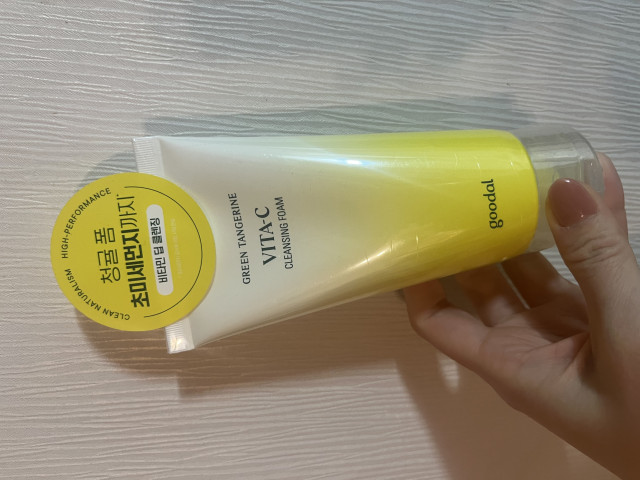 HIGH-PERFORMANCE
CLEAN NATURALISM
청귤 폼
초미세먼지까지*
비타민 딥 클렌징
GREEN TANGERINE
VITA-C
CLEANSING FOAM
goodal